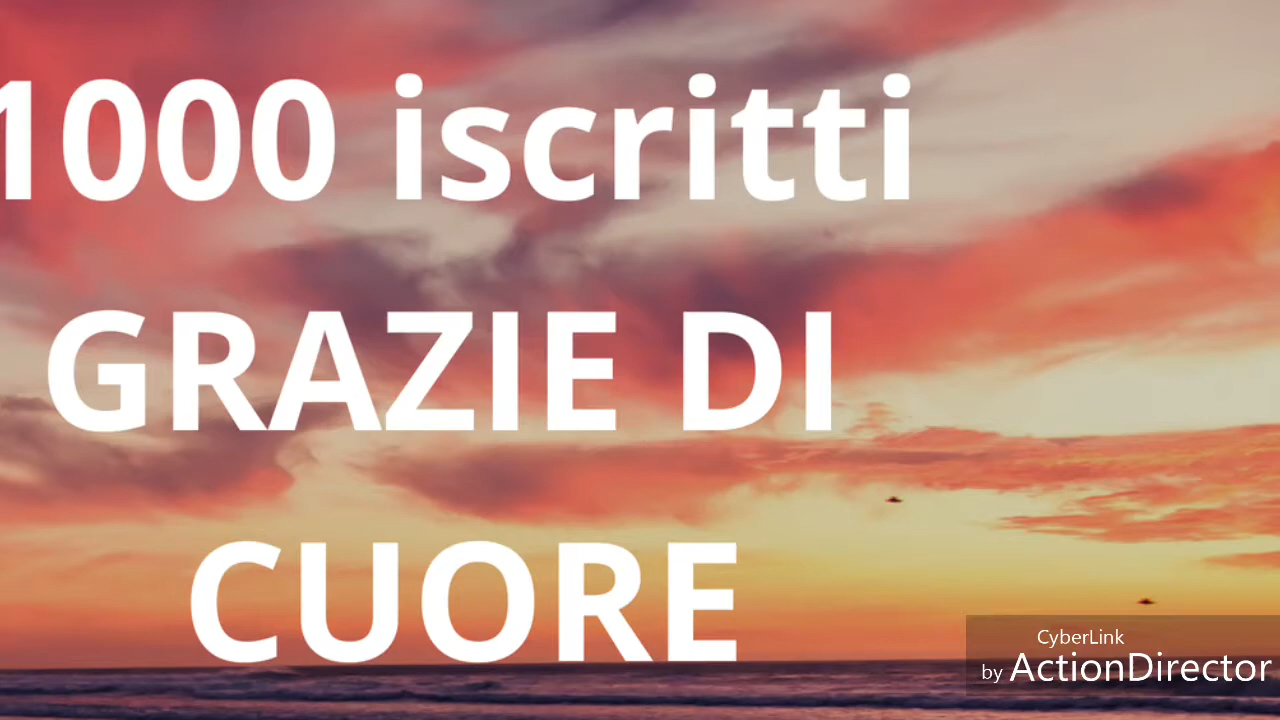 1000 iscritti
GRAZIE DI
CUORE
CyberLink
by ActionDirector